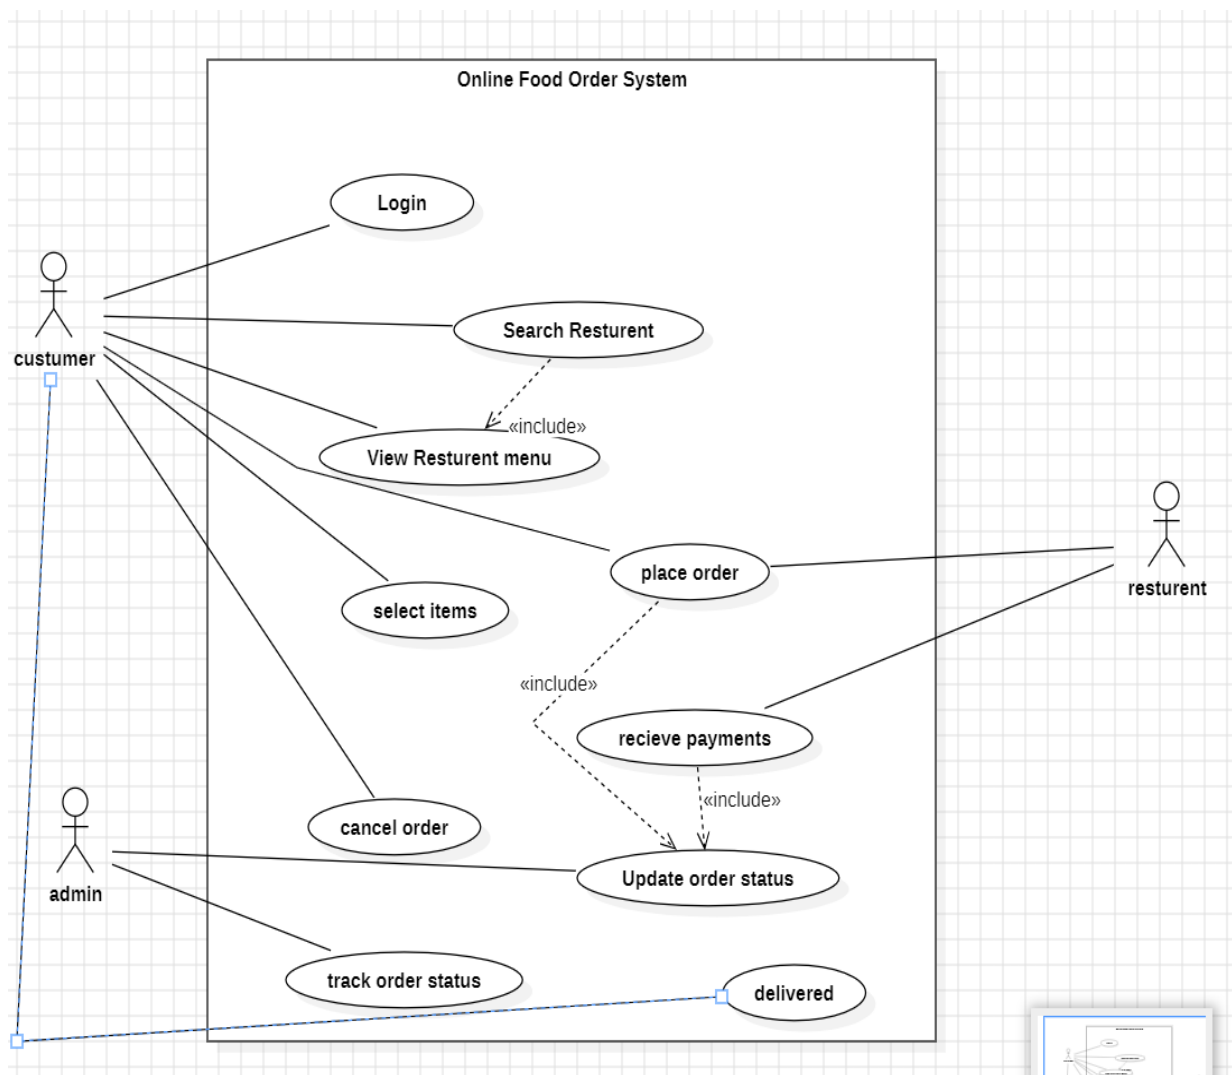 Online Food Order System
Login
Search Resturent
custumer
«include»
View Resturent menu
place order
resturent
select items
«include»
recieve payments
«include»
cancel order
Update order status
admin
track order status
delivered